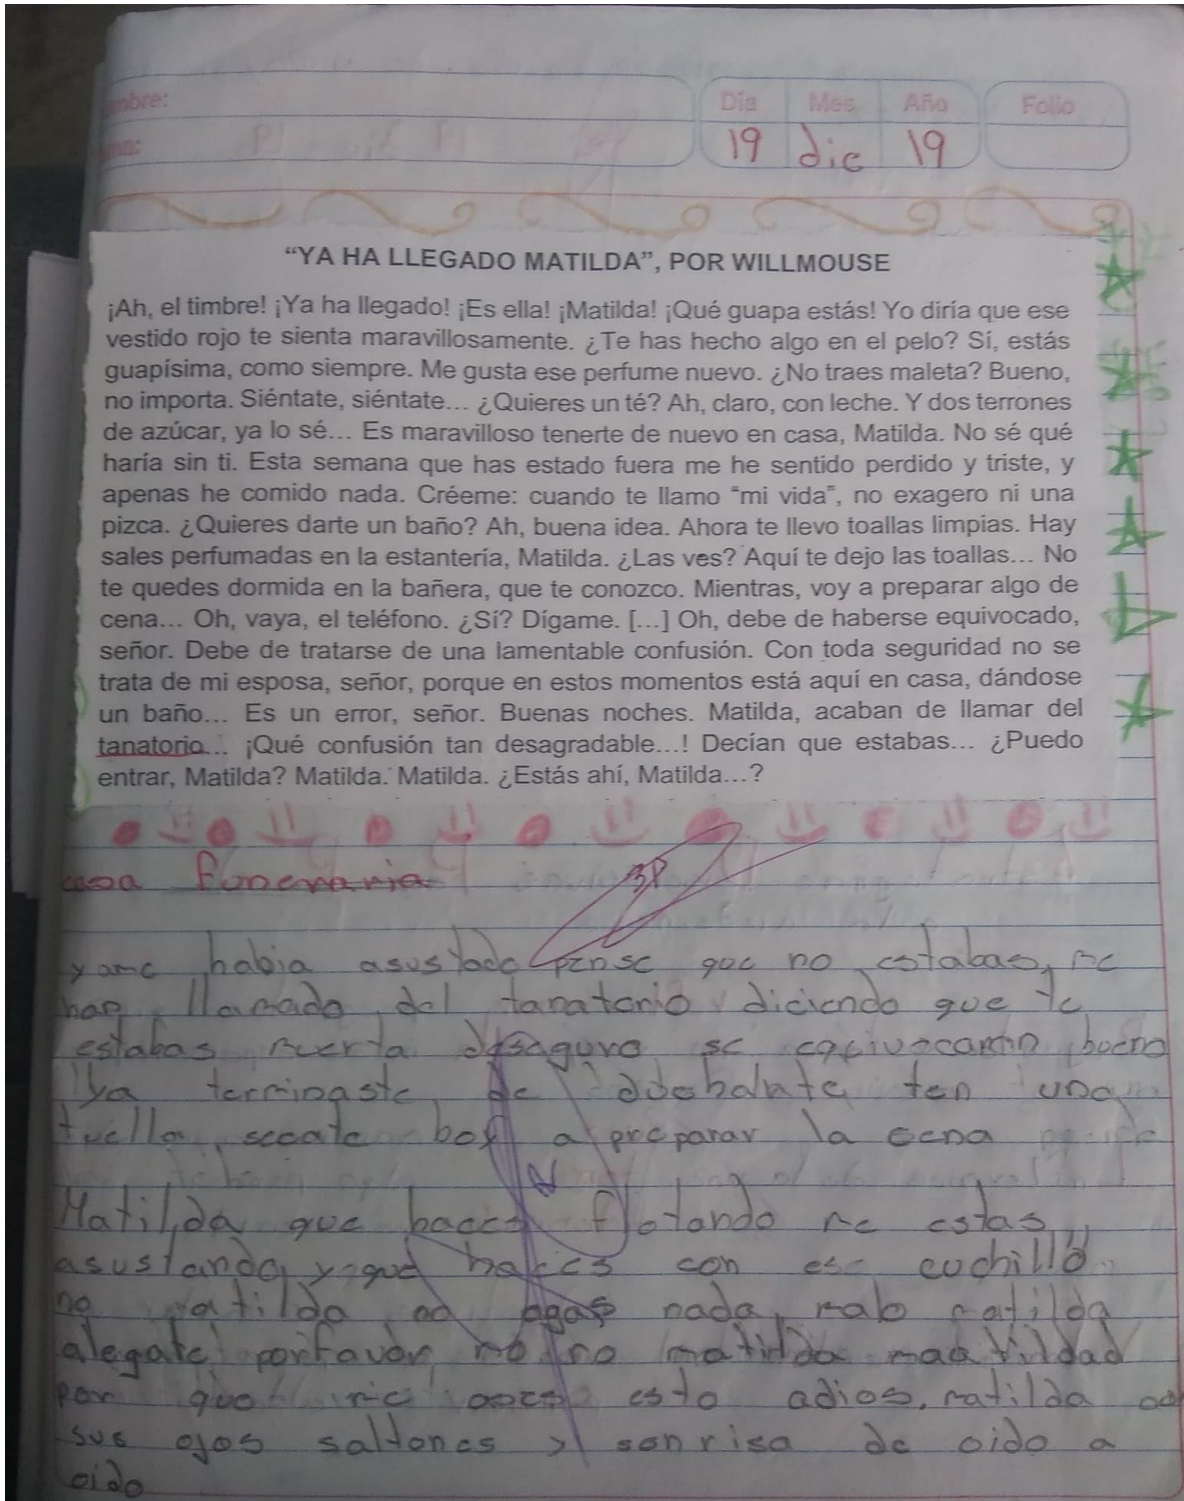 mbre:
Día Mes Año Folio
19 dic 19
"YA HA LLEGADO MATILDA", POR WILLMOUSE
¡Ah, el timbre! ¡Ya ha llegado! ¡Es ella! ¡Matilda! ¡Qué guapa estás! Yo diría que ese
vestido rojo te sienta maravillosamente. ¿Te has hecho algo en el pelo? Sí, estás
guapísima, como siempre. Me gusta ese perfume nuevo. ¿No traes maleta? Bueno,
no importa. Siéntate, siéntate... ¿Quieres un té? Ah, claro, con leche. Y dos terrones
de azúcar, ya lo sé... Es maravilloso tenerte de nuevo en casa, Matilda. No sé qué
haría sin ti. Esta semana que has estado fuera me he sentido perdido y triste, y
apenas he comido nada. Créeme: cuando te llamo "mi vida", no exagero ni una
pizca. ¿Quieres darte un baño? Ah, buena idea. Ahora te llevo toallas limpias. Hay
sales perfumadas en la estantería, Matilda. ¿Las ves? Aquí te dejo las toallas... No
te quedes dormida en la bañera, que te conozco. Mientras, voy a preparar algo de
cena... Oh, vaya, el teléfono. ¿Sí? Dígame. [...] Oh, debe de haberse equivocado,
señor. Debe de tratarse de una lamentable confusión. Con toda seguridad no se
trata de mi esposa, señor, porque en estos momentos está aquí en casa, dándose
un baño... Es un error, señor. Buenas noches. Matilda, acaban de llamar del
tanatorio... ¡Qué confusión tan desagradable...! Decían que estabas... ¿Puedo
entrar, Matilda? Matilda. Matilda. ¿Estás ahí, Matilda...?
casa funeraria
38
yame habia asustado pense que no estabas, me
han llamado del tanatorio diciendo que te
estabas muerta desaguro se equivocaron bueno
ya terminaste de ten una
secate boy a preparar la cena
Matilda que haces flotando me estas
asustando y que haces con ese cuchillo
no matilda no agas nada, matilda
alegate porfavor no no matilda
por que me aces esto adios. matilda
sus ojos saltones y sonrisa de oido a
oido